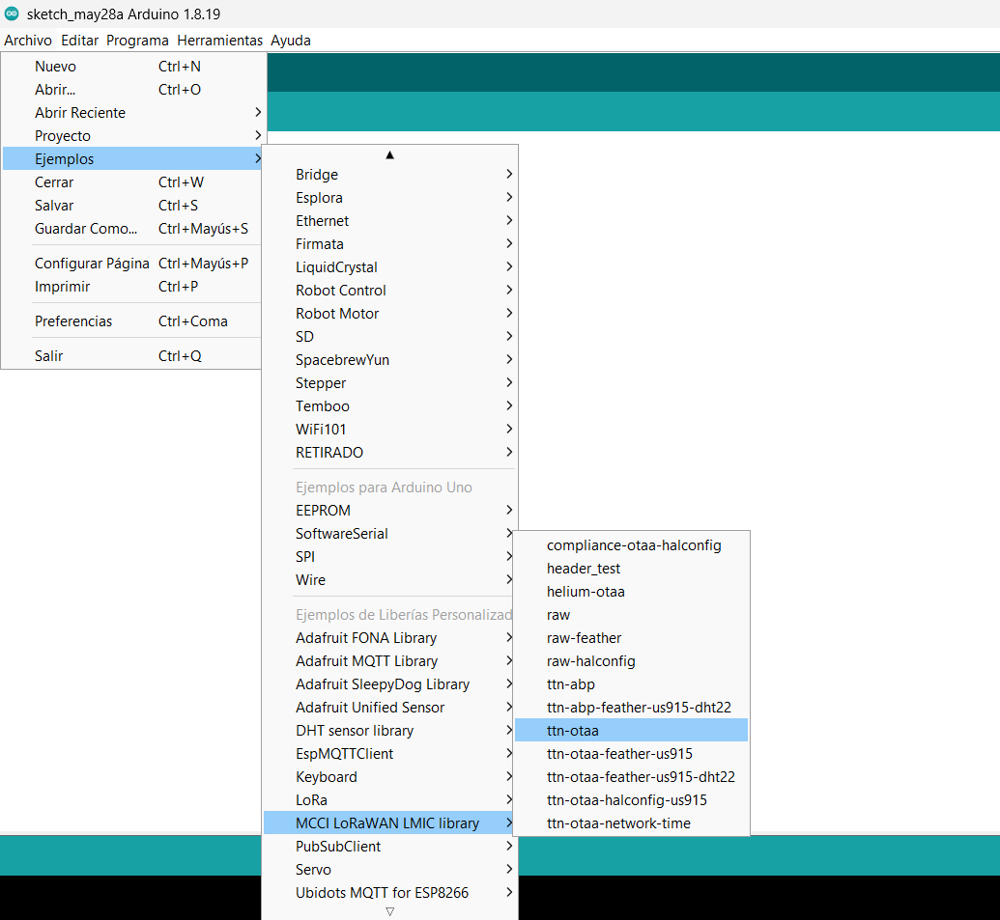 sketch_may28a Arduino 1.8.19
Archivo Editar Programa Herramientas Ayuda
Nuevo Ctrl+N
Abrir... Ctrl+O
Abrir Reciente
Proyecto
Ejemplos
Cerrar Ctrl+W
Salvar Ctrl+S
Guardar Como... Ctrl+Mayús+S
Configurar Página Ctrl+Mayús+P
Imprimir Ctrl+P
Preferencias Ctrl+Coma
Salir Ctrl+Q
Bridge
Esplora
Ethernet
Firmata
LiquidCrystal
Robot Control
Robot Motor
SD
SpacebrewYun
Stepper
Temboo
WiFi101
RETIRADO
Ejemplos para Arduino Uno
EEPROM
SoftwareSerial
SPI
Wire
Ejemplos de Liberías Personalizad
Adafruit FONA Library
Adafruit MQTT Library
Adafruit SleepyDog Library
Adafruit Unified Sensor
DHT sensor library
EspMQTTClient
Keyboard
LoRa
MCCI LoRaWAN LMIC library
PubSubClient
Servo
Ubidots MQTT for ESP8266
compliance-otaa-halconfig
header_test
helium-otaa
raw
raw-feather
raw-halconfig
ttn-abp
ttn-abp-feather-us915-dht22
ttn-otaa
ttn-otaa-feather-us915
ttn-otaa-feather-us915-dht22
ttn-otaa-halconfig-us915
ttn-otaa-network-time